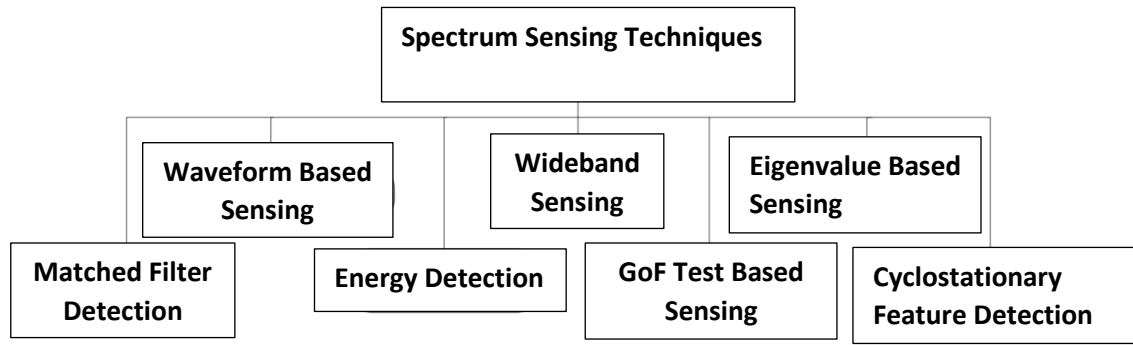 Spectrum Sensing Techniques
Waveform Based
Sensing
Wideband
Sensing
Eigenvalue Based
Sensing
Matched Filter
Detection
Energy Detection
GoF Test Based
Sensing
Cyclostationary
Feature Detection